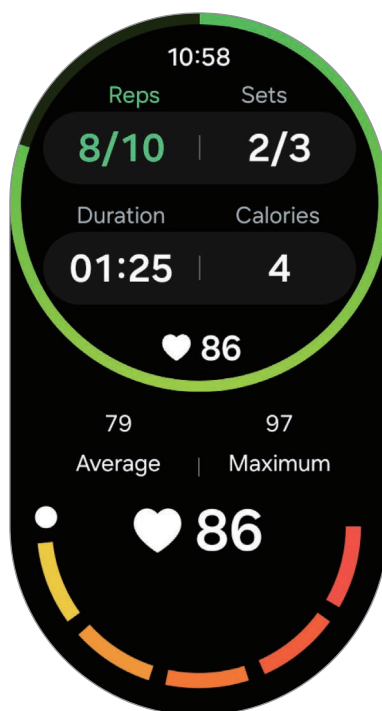 10:58
Reps Sets
8/10 2/3
Duration Calories
01:25 4
86
79 97
Average Maximum
86